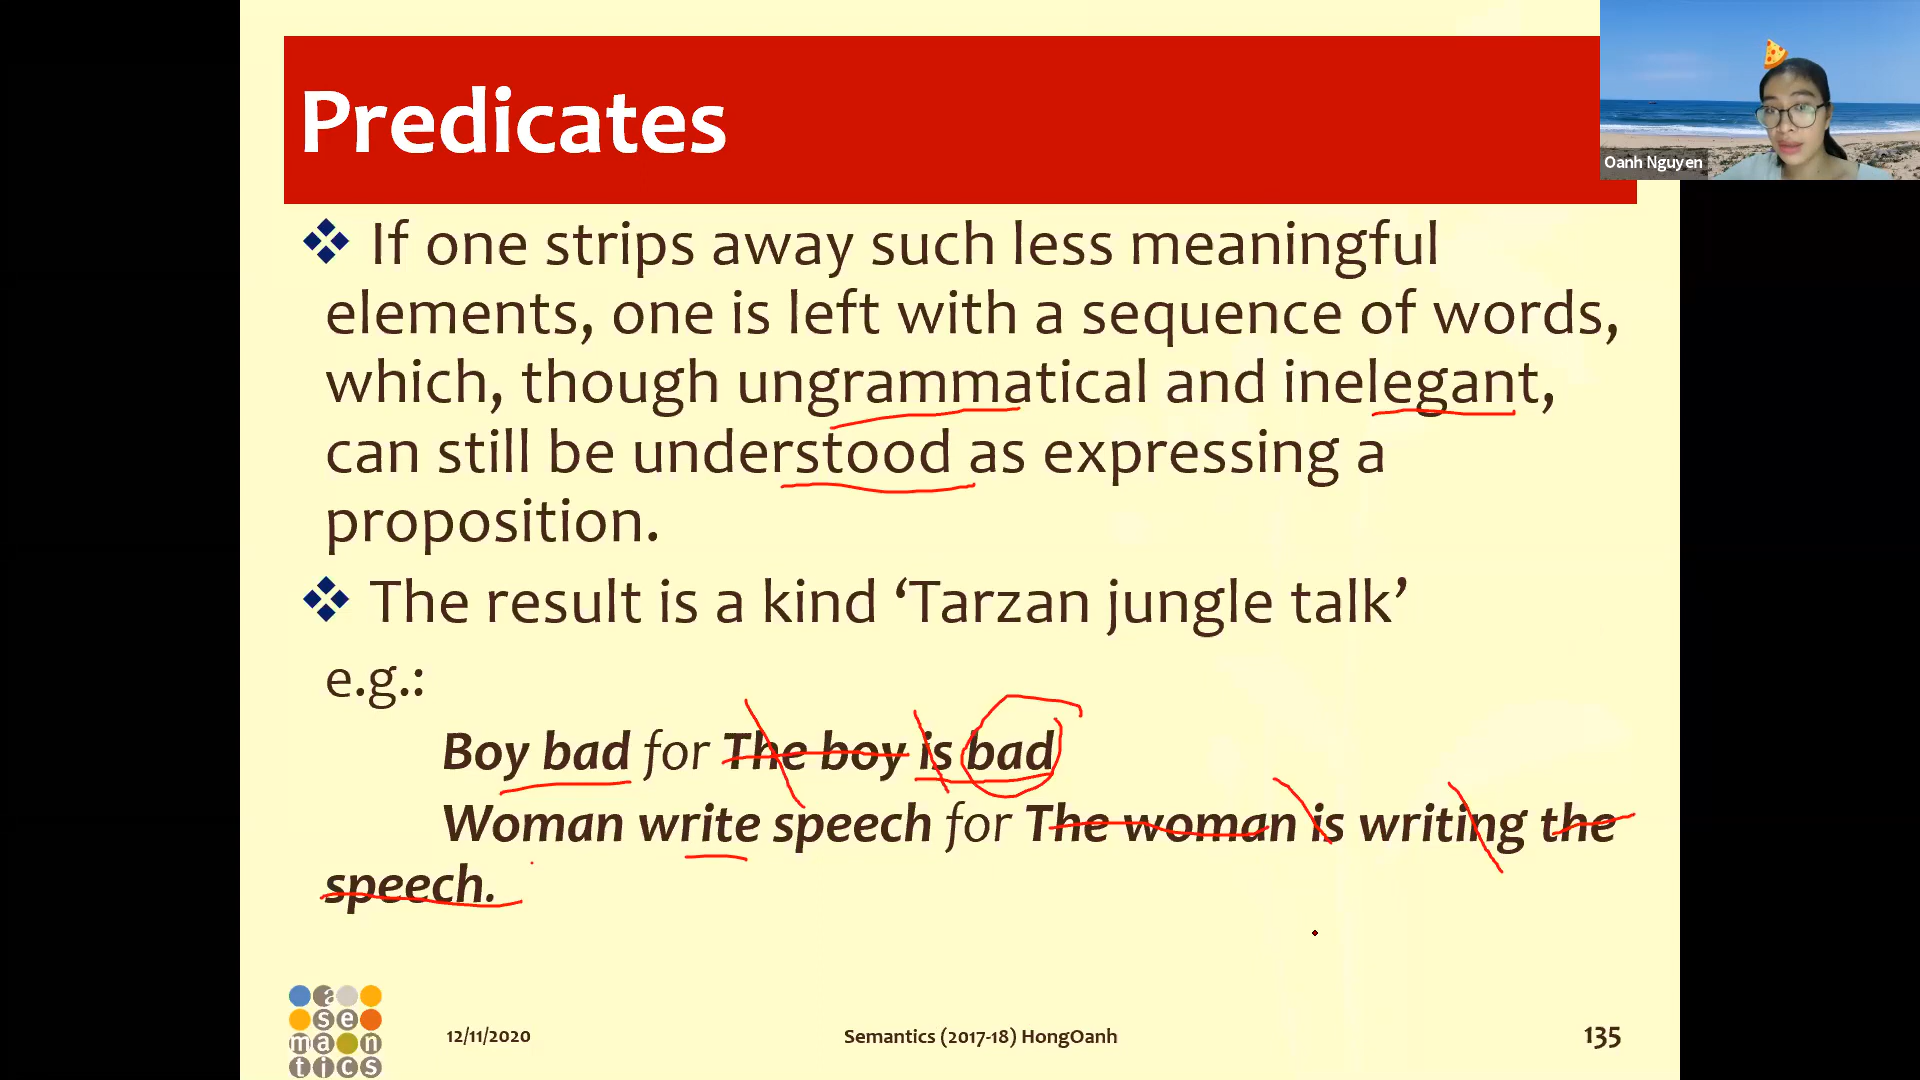 Predicates
Oanh Nguyen
❖ If one strips away such less meaningful
elements, one is left with a sequence of words,
which, though ungrammatical and inelegant,
can still be understood as expressing a
proposition.
❖ The result is a kind ‘Tarzan jungle talk’
e.g.:
Boy bad for The boy is bad
Woman write speech for The woman is writing the
speech.
a
se
man
tics
12/11/2020
Semantics (2017-18) HongOanh
135